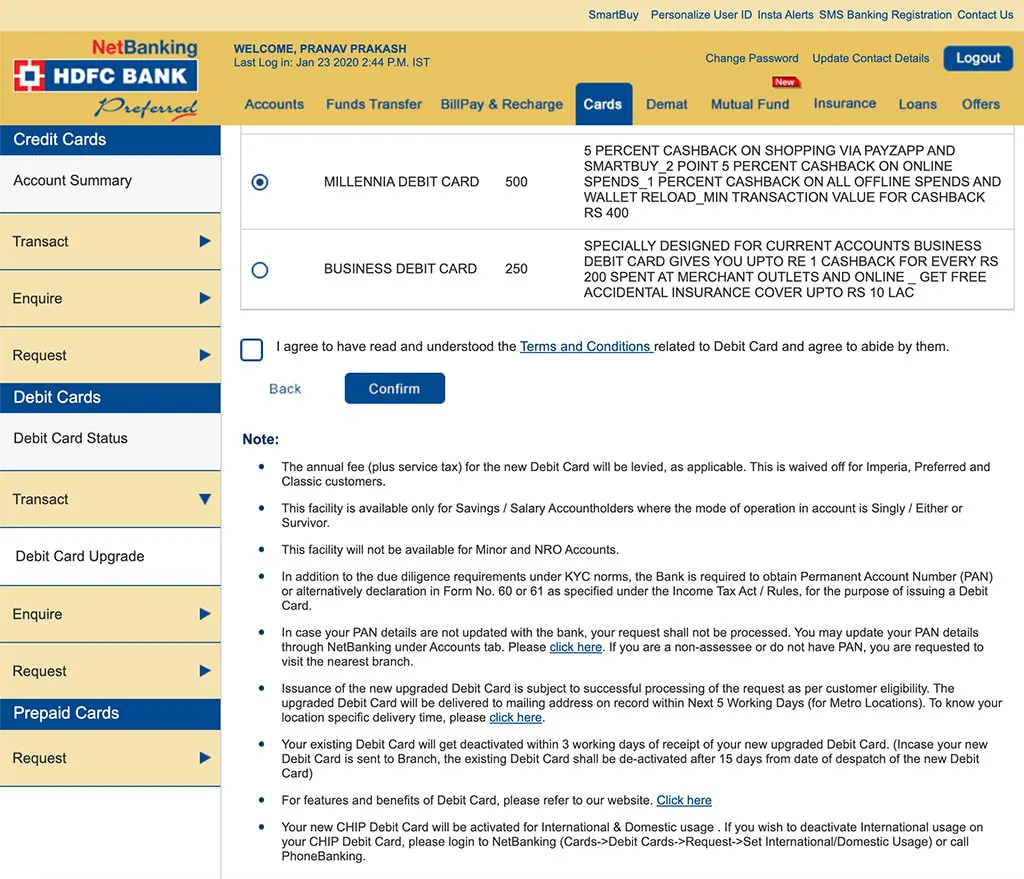 SmartBuy Personalize User ID Insta Alerts SMS Banking Registration Contact Us
NetBanking
HDFC BANK
Preferred
WELCOME, PRANAV PRAKASH
Last Log in: Jan 23 2020 2:44 P.M. IST
Change Password Update Contact Details Logout
New
Accounts Funds Transfer BillPay & Recharge Cards Demat Mutual Fund Insurance Loans Offers
Credit Cards
Account Summary
Transact
Enquire
Request
Debit Cards
Debit Card Status
Transact
Debit Card Upgrade
Enquire
Request
Prepaid Cards
Request
MILLENNIA DEBIT CARD 500
5 PERCENT CASHBACK ON SHOPPING VIA PAYZAPP AND
SMARTBUY_2 POINT 5 PERCENT CASHBACK ON ONLINE
SPENDS_1 PERCENT CASHBACK ON ALL OFFLINE SPENDS AND
WALLET RELOAD_MIN TRANSACTION VALUE FOR CASHBACK
RS 400
BUSINESS DEBIT CARD 250
SPECIALLY DESIGNED FOR CURRENT ACCOUNTS BUSINESS
DEBIT CARD GIVES YOU UPTO RE 1 CASHBACK FOR EVERY RS
200 SPENT AT MERCHANT OUTLETS AND ONLINE _ GET FREE
ACCIDENTAL INSURANCE COVER UPTO RS 10 LAC
I agree to have read and understood the Terms and Conditions related to Debit Card and agree to abide by them.
Back Confirm
Note:
The annual fee (plus service tax) for the new Debit Card will be levied, as applicable. This is waived off for Imperia, Preferred and
Classic customers.
This facility is available only for Savings / Salary Accountholders where the mode of operation in account is Singly / Either or
Survivor.
This facility will not be available for Minor and NRO Accounts.
In addition to the due diligence requirements under KYC norms, the Bank is required to obtain Permanent Account Number (PAN)
or alternatively declaration in Form No. 60 or 61 as specified under the Income Tax Act / Rules, for the purpose of issuing a Debit
Card.
In case your PAN details are not updated with the bank, your request shall not be processed. You may update your PAN details
through NetBanking under Accounts tab. Please click here. If you are a non-assessee or do not have PAN, you are requested to
visit the nearest branch.
Issuance of the new upgraded Debit Card is subject to successful processing of the request as per customer eligibility. The
upgraded Debit Card will be delivered to mailing address on record within Next 5 Working Days (for Metro Locations). To know your
location specific delivery time, please click here.
Your existing Debit Card will get deactivated within 3 working days of receipt of your new upgraded Debit Card. (Incase your new
Debit Card is sent to Branch, the existing Debit Card shall be de-activated after 15 days from date of despatch of the new Debit
Card)
For features and benefits of Debit Card, please refer to our website. Click here
Your new CHIP Debit Card will be activated for International & Domestic usage . If you wish to deactivate International usage on
your CHIP Debit Card, please login to NetBanking (Cards->Debit Cards->Request->Set International/Domestic Usage) or call
PhoneBanking.